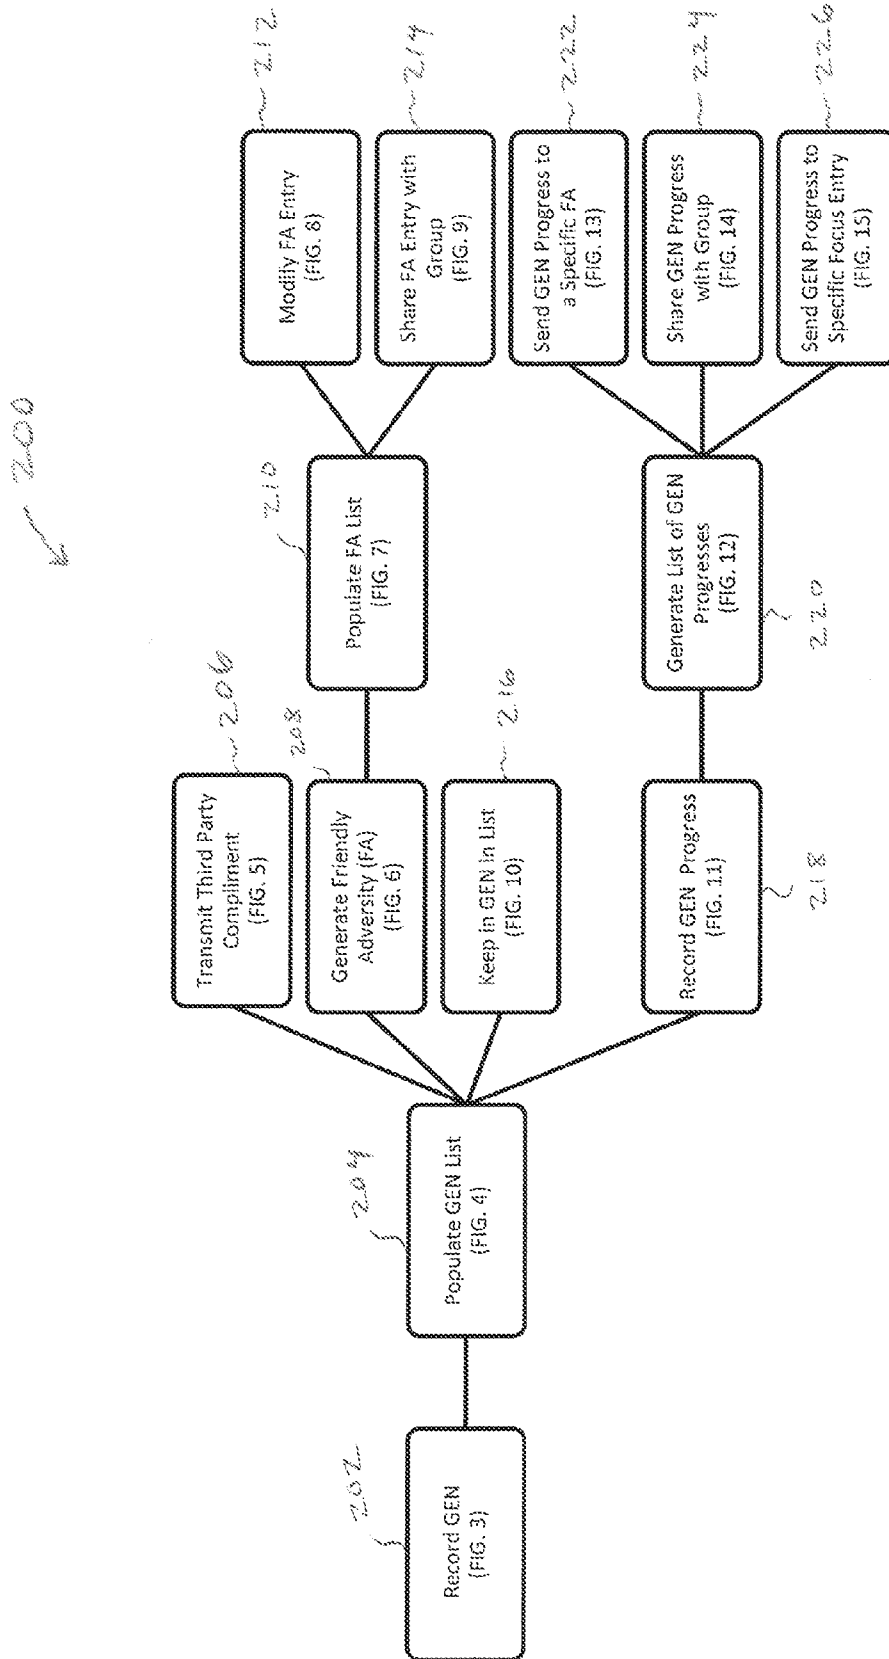 200
202
Record GEN
(FIG. 3)
204
Populate GEN List
(FIG. 4)
206
Transmit Third Party
Compliment
(FIG. 5)
208
Generate Friendly
Adversity (FA)
(FIG. 6)
216
Keep in GEN in List
(FIG. 10)
Record GEN Progress
(FIG. 11)
218
210
Populate FA List
(FIG. 7)
Generate List of GEN
Progresses
(FIG. 12)
220
Modify FA Entry
(FIG. 8)
212
Share FA Entry with
Group
(FIG. 9)
214
Send GEN Progress to
a Specific FA
(FIG. 13)
222
Share GEN Progress
with Group
(FIG. 14)
224
Send GEN Progress to
Specific Focus Entry
(FIG. 15)
226